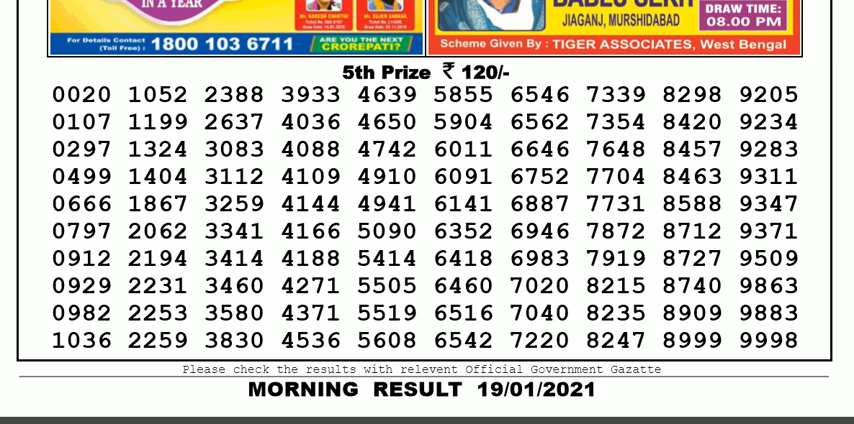 IN A YEAR
For Details Contact
(Toll Free) : 1800 103 6711
ARE YOU THE NEXT
CROREPATI?
JIAGANJ, MURSHIDABAD
DRAW TIME:
08.00 PM
Scheme Given By : TIGER ASSOCIATES, West Bengal
5th Prize ₹ 120/-
0020 1052 2388 3933 4639 5855 6546 7339 8298 9205
0107 1199 2637 4036 4650 5904 6562 7354 8420 9234
0297 1324 3083 4088 4742 6011 6646 7648 8457 9283
0499 1404 3112 4109 4910 6091 6752 7704 8463 9311
0666 1867 3259 4144 4941 6141 6887 7731 8588 9347
0797 2062 3341 4166 5090 6352 6946 7872 8712 9371
0912 2194 3414 4188 5414 6418 6983 7919 8727 9509
0929 2231 3460 4271 5505 6460 7020 8215 8740 9863
0982 2253 3580 4371 5519 6516 7040 8235 8909 9883
1036 2259 3830 4536 5608 6542 7220 8247 8999 9998
Please check the results with relevent Official Government Gazatte
MORNING RESULT 19/01/2021